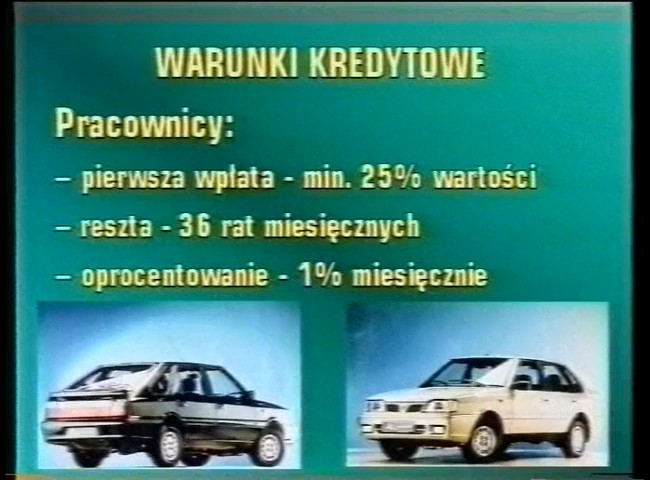 WARUNKI KREDYTOWE
Pracownicy:
– pierwsza wpłata - min. 25% wartości
– reszta - 36 rat miesięcznych
– oprocentowanie - 1% miesięcznie